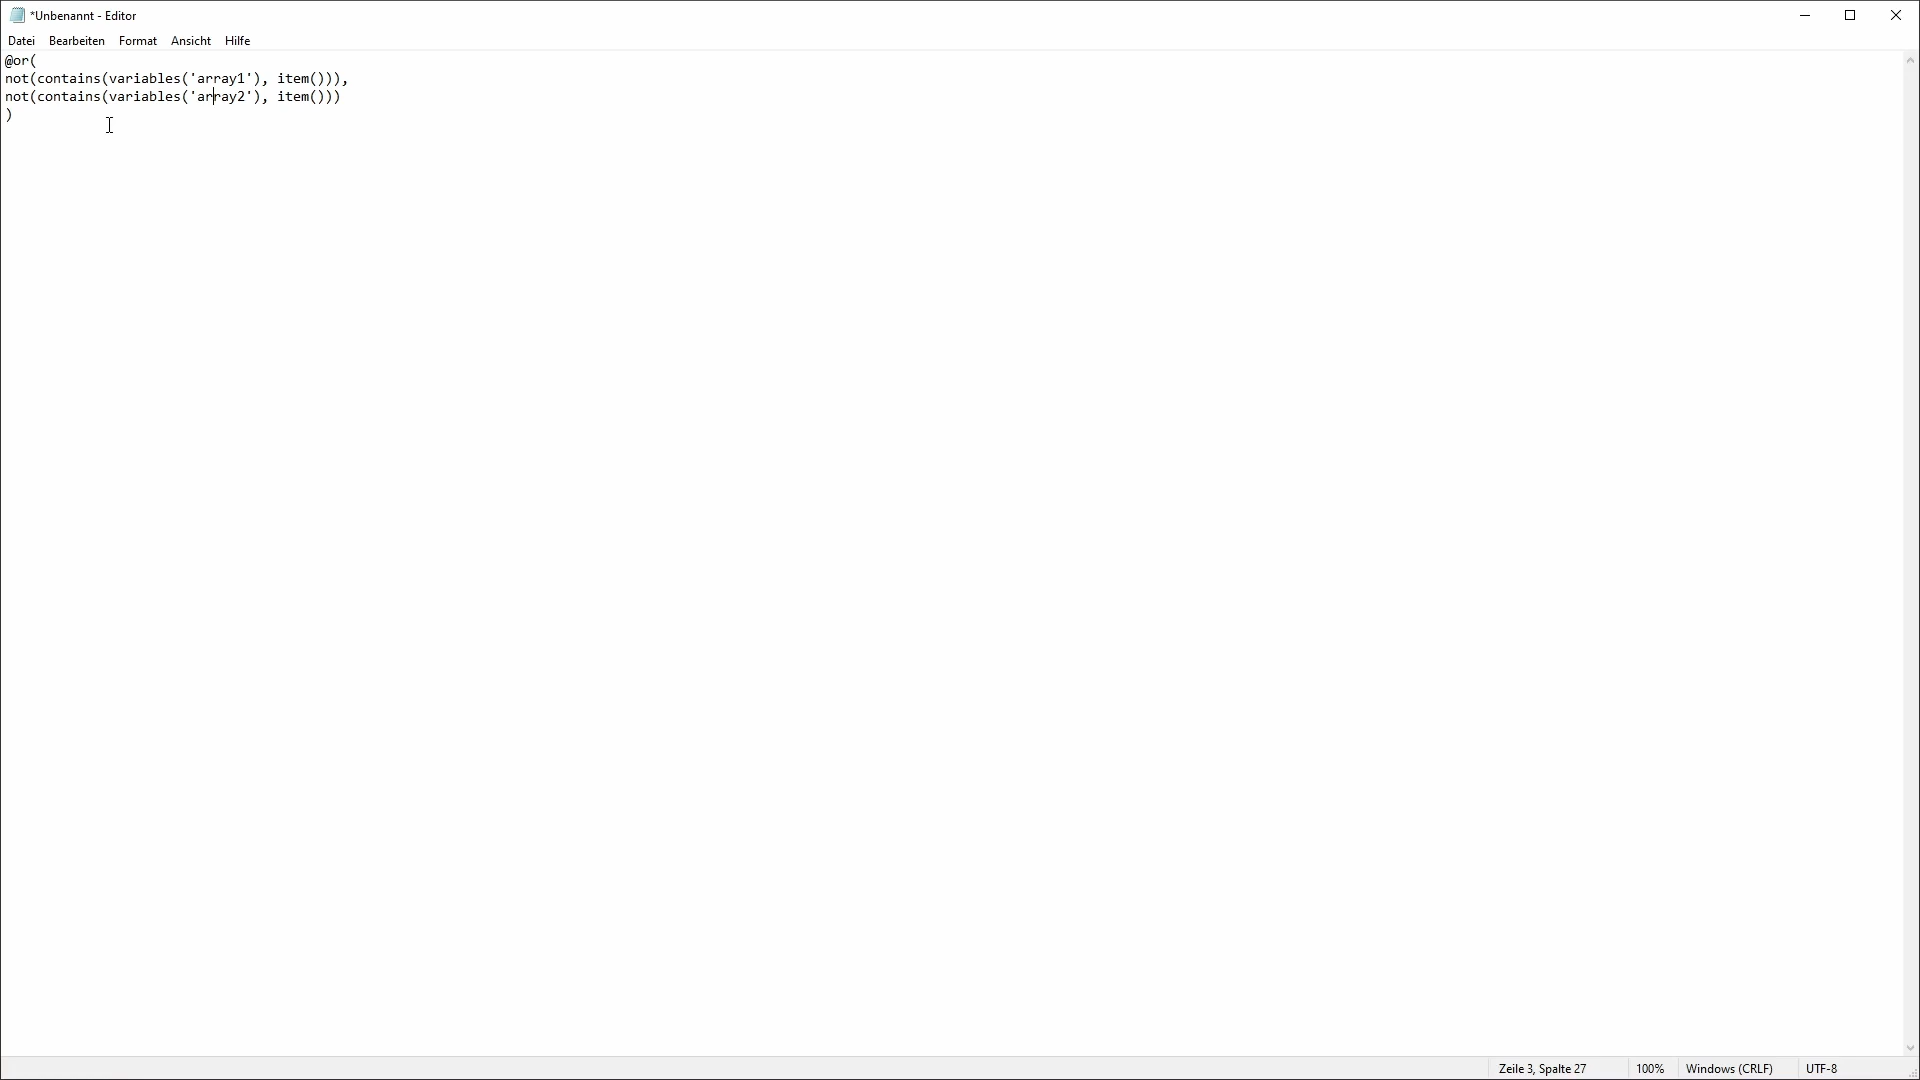 *Unbenannt - Editor
Datei Bearbeiten Format Ansicht Hilfe
@or(
not(contains(variables('array1'), item())),
not(contains(variables('array2'), item()))
)
Zeile 3, Spalte 27 100% Windows (CRLF) UTF-8